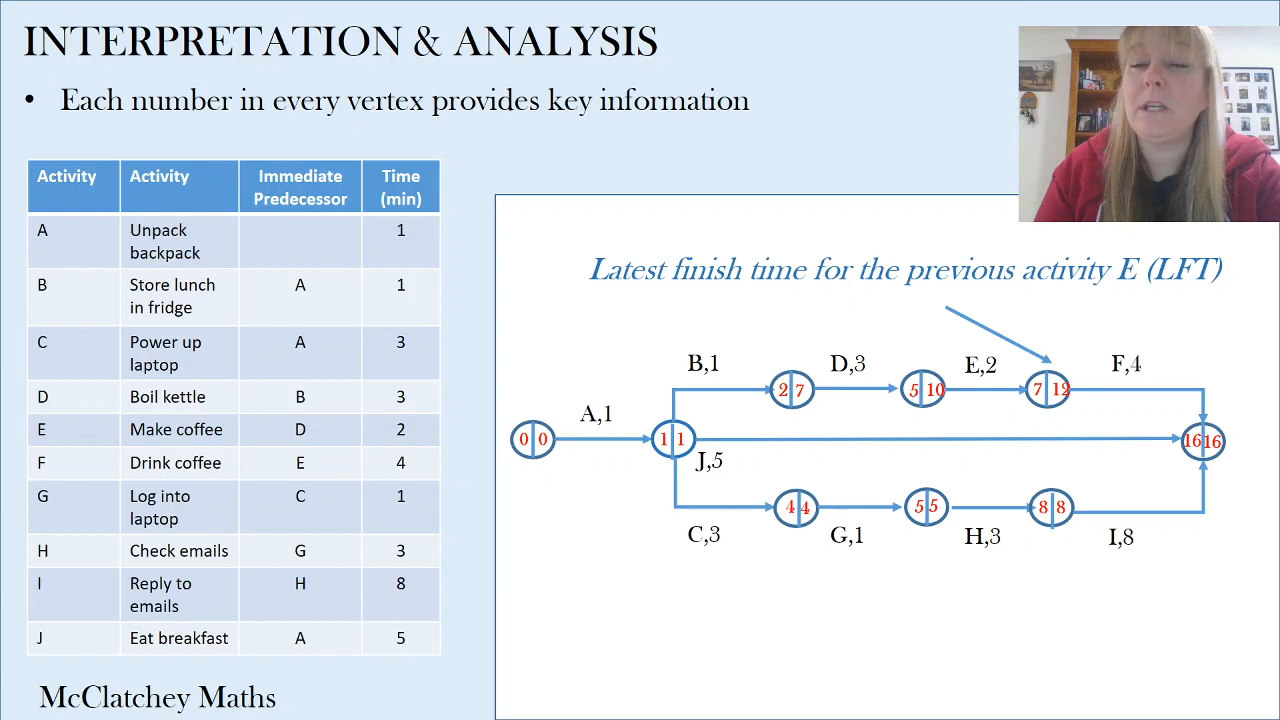 INTERPRETATION & ANALYSIS
• Each number in every vertex provides key information
Activity Activity Immediate Predecessor Time (min)
A Unpack backpack 1
B Store lunch in fridge A 1
C Power up laptop A 3
D Boil kettle B 3
E Make coffee D 2
F Drink coffee E 4
G Log into laptop C 1
H Check emails G 3
I Reply to emails H 8
J Eat breakfast A 5
McClatchey Maths
Latest finish time for the previous activity E (LFT)
B,1 D,3 E,2 F,4
2 7 5 10 7 12
A,1
0 0 1 1 16 16
J,5
4 4 5 5 8 8
C,3 G,1 H,3 I,8